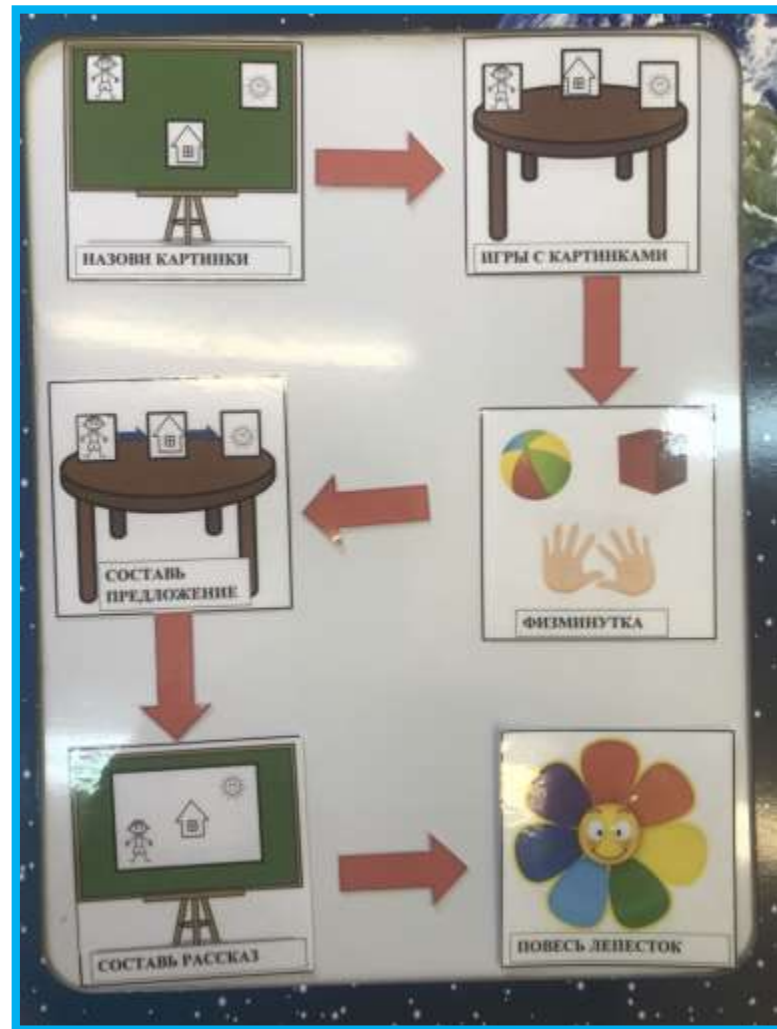 НАЗОВИ КАРТИНКИ
ИГРЫ С КАРТИНКАМИ
ФИЗМИНУТКА
СОСТАВЬ
ПРЕДЛОЖЕНИЕ
СОСТАВЬ РАССКАЗ
ПОВЕСЬ ЛЕПЕСТОК